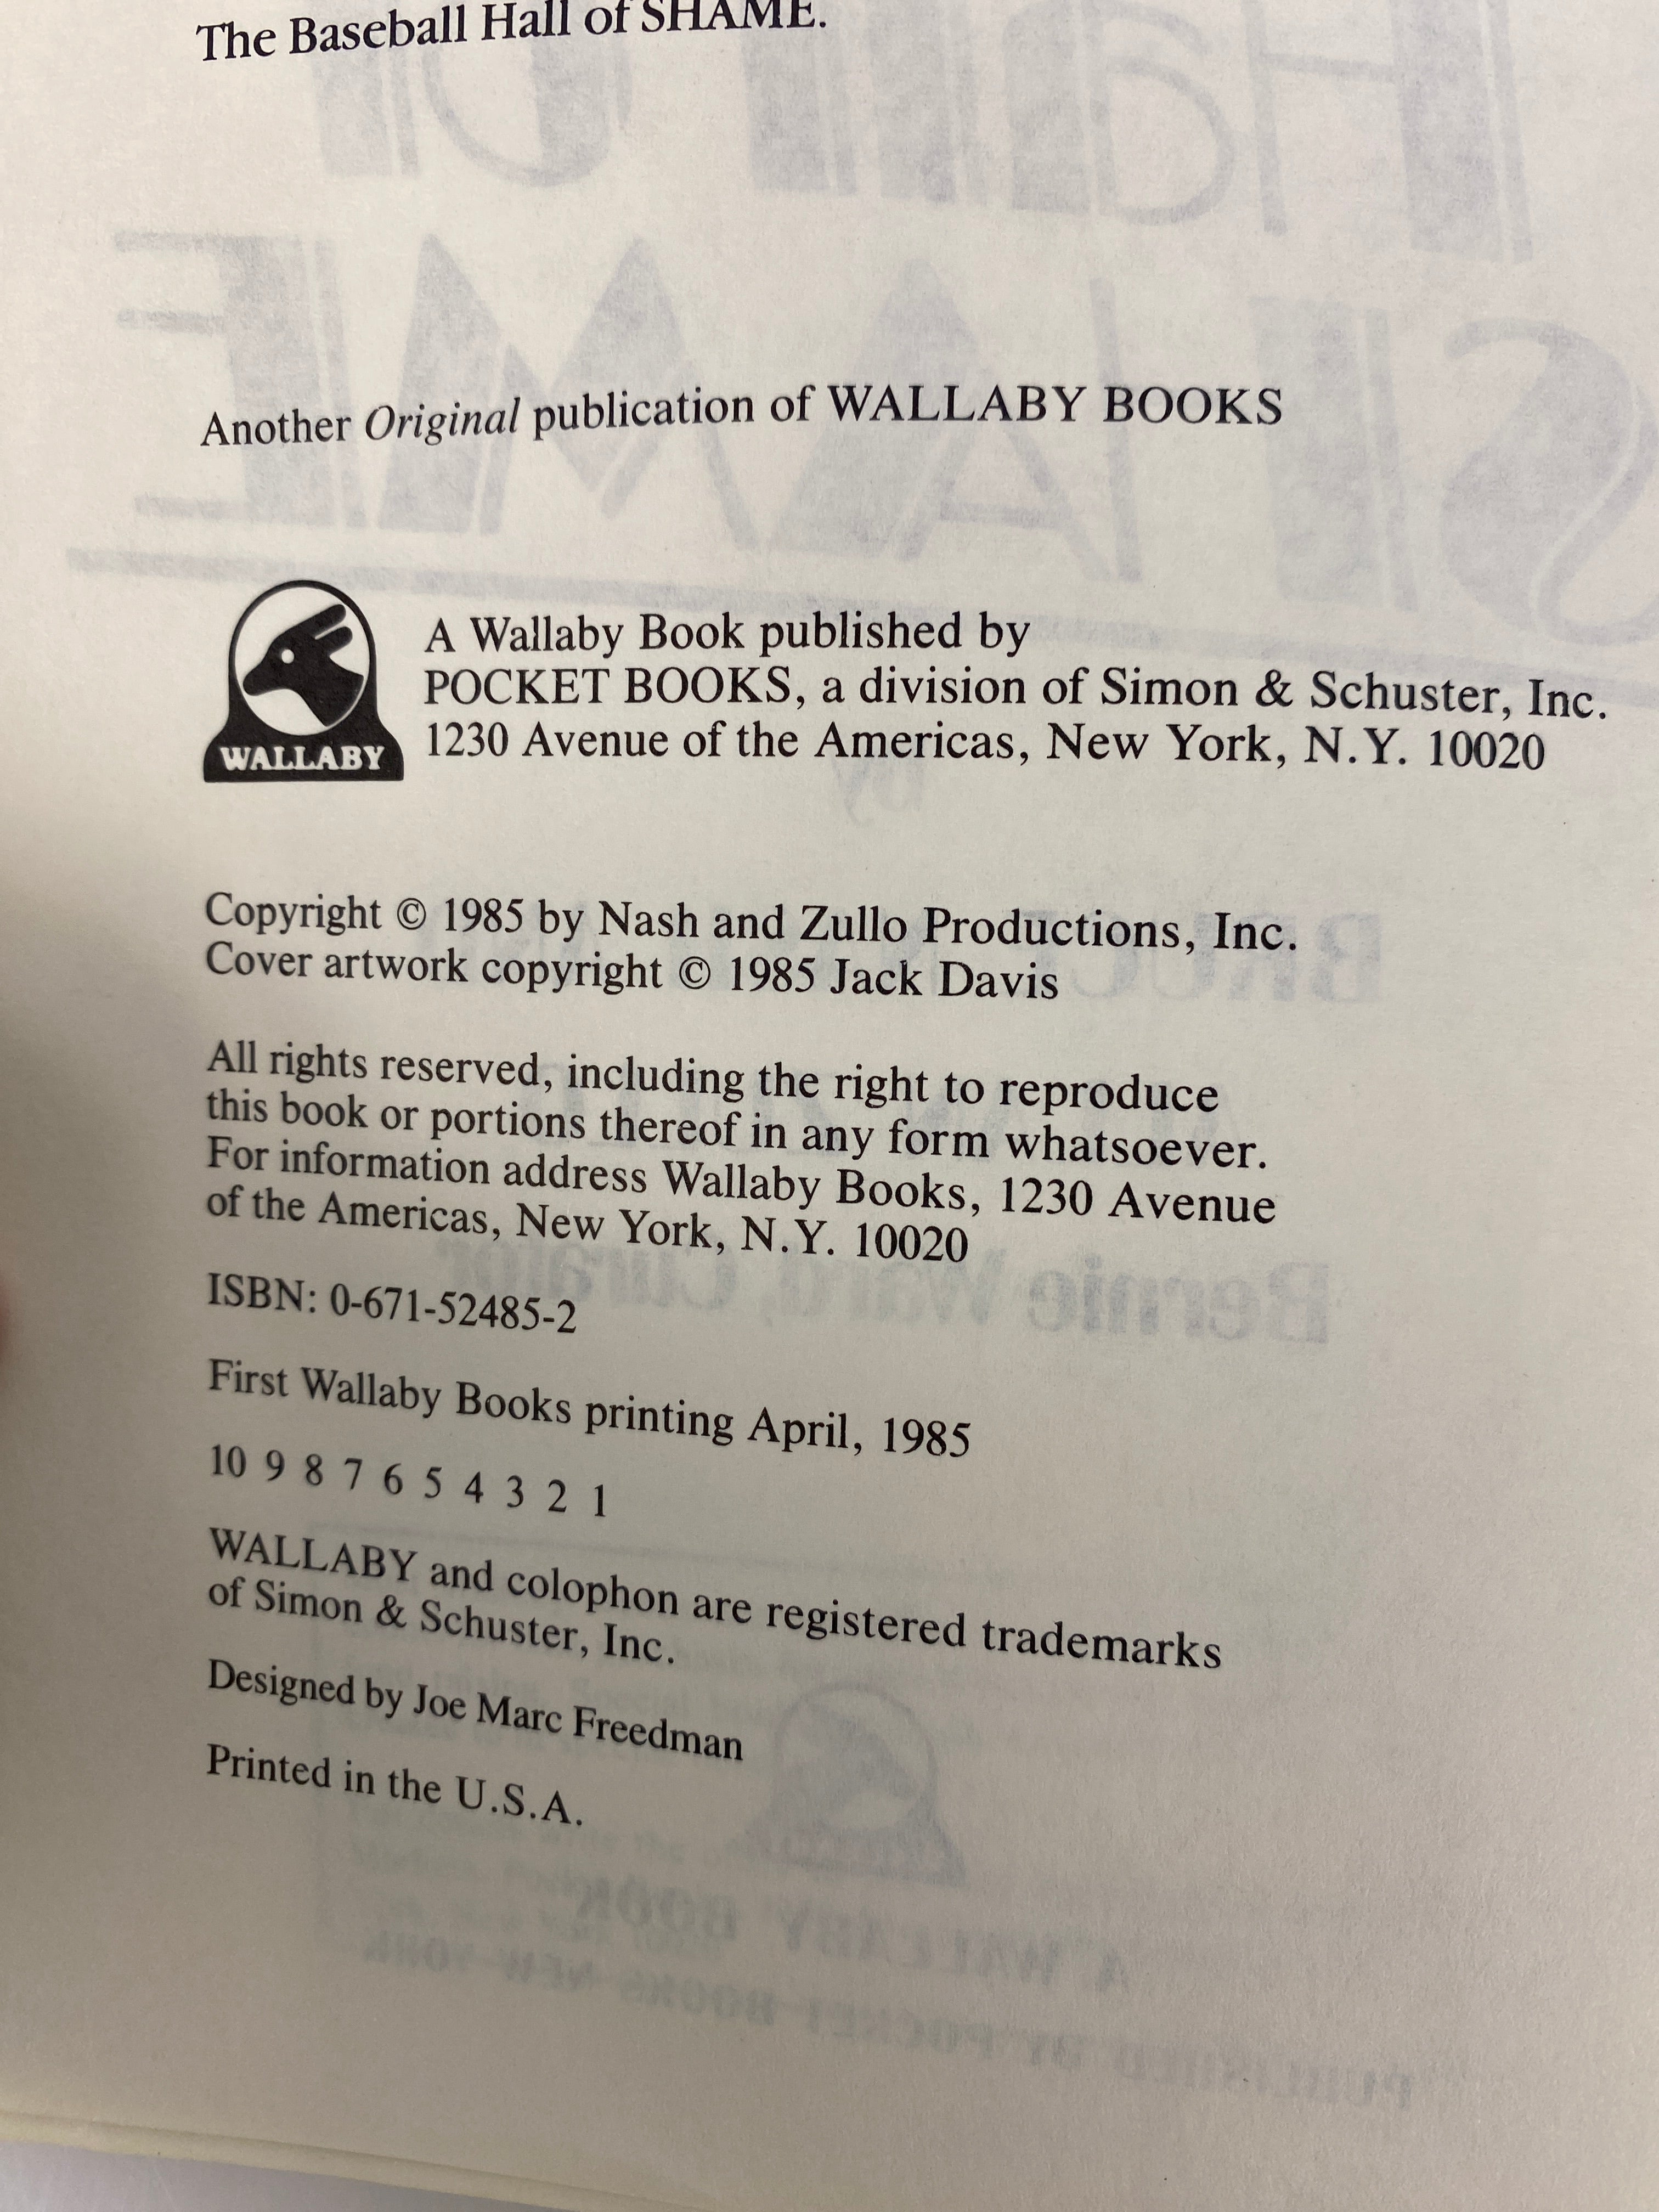 The Baseball Hall of SHAME.
Another Original publication of WALLABY BOOKS
A Wallaby Book published by
POCKET BOOKS, a division of Simon & Schuster, Inc.
1230 Avenue of the Americas, New York, N.Y. 10020
WALLABY
Copyright © 1985 by Nash and Zullo Productions, Inc.
Cover artwork copyright © 1985 Jack Davis
All rights reserved, including the right to reproduce
this book or portions thereof in any form whatsoever.
For information address Wallaby Books, 1230 Avenue
of the Americas, New York, N.Y. 10020
ISBN: 0-671-52485-2
First Wallaby Books printing April, 1985
10 9 8 7 6 5 4 3 2 1
WALLABY and colophon are registered trademarks
of Simon & Schuster, Inc.
Designed by Joe Marc Freedman
Printed in the U.S.A.